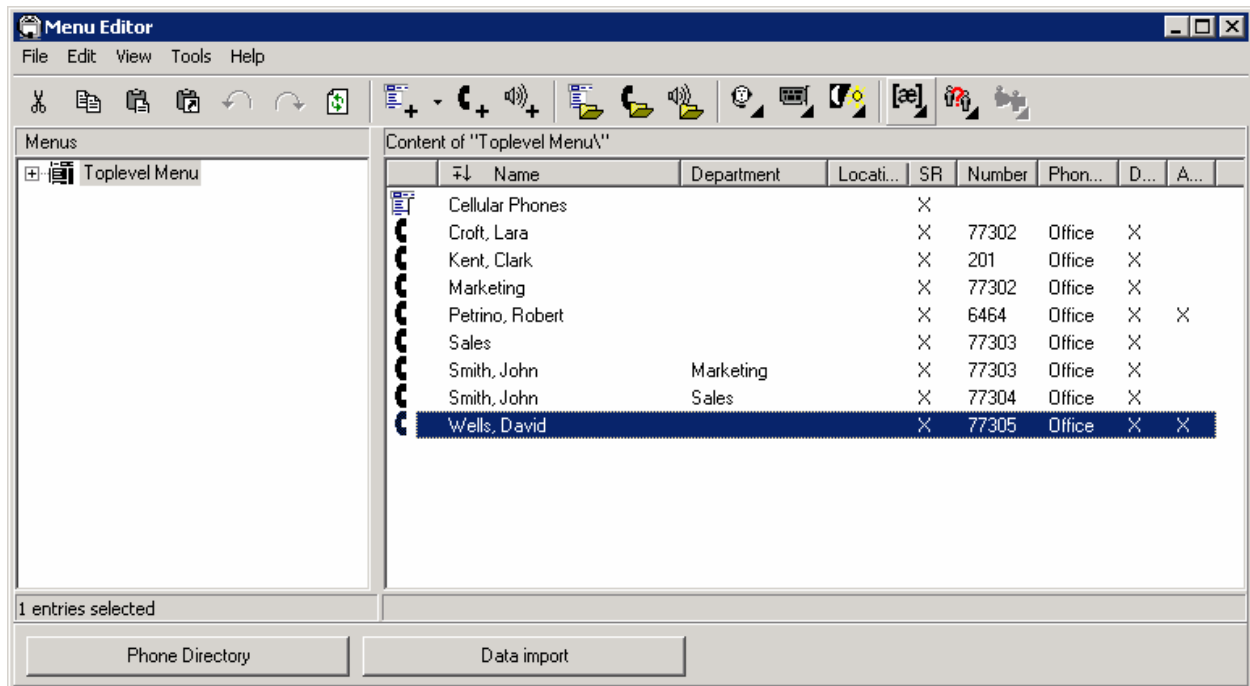 Menu Editor
File Edit View Tools Help
[æ]
Menus
Content of "Toplevel Menu\"
Toplevel Menu
Name Department Locati... SR Number Phon... D... A...
Cellular Phones X
Croft, Lara X 77302 Office X
Kent, Clark X 201 Office X
Marketing X 77302 Office X
Petrino, Robert X 6464 Office X X
Sales X 77303 Office X
Smith, John Marketing X 77303 Office X
Smith, John Sales X 77304 Office X
Wells, David X 77305 Office X X
1 entries selected
Phone Directory Data import